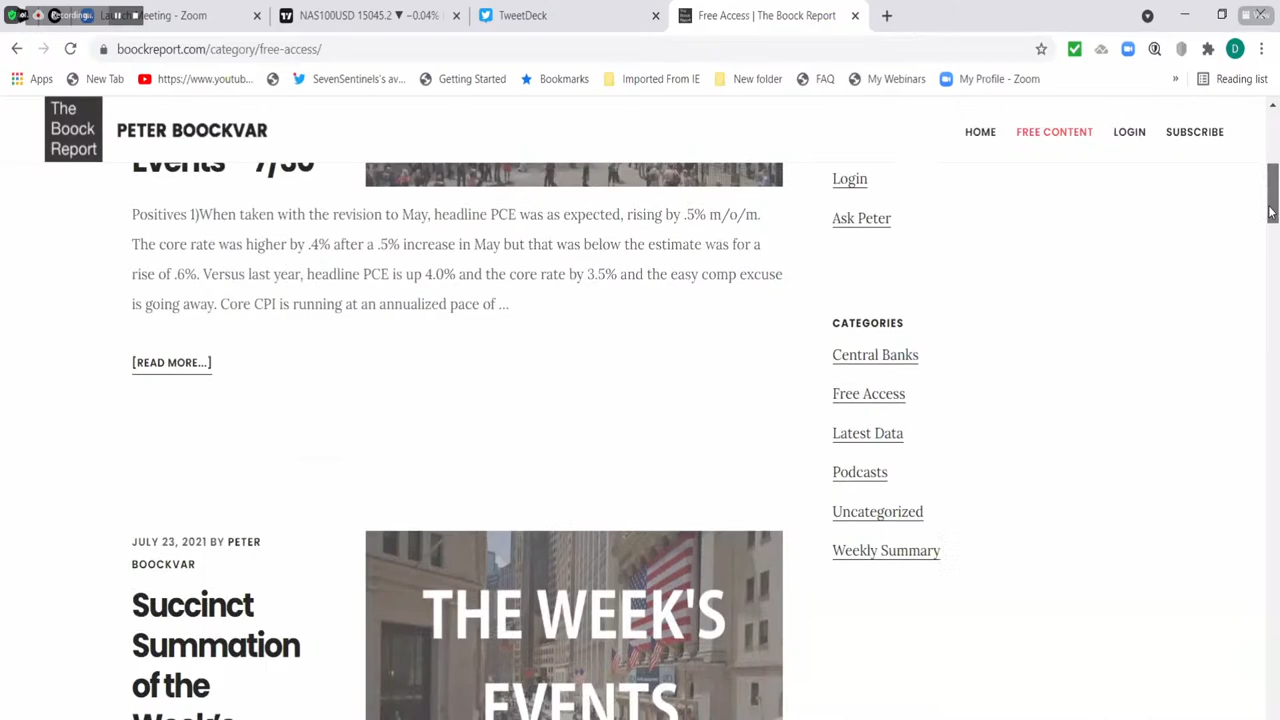 Recording...
Meeting - Zoom
NAS100USD 15045.2 ▼ −0.04%
TweetDeck
Free Access | The Boock Report
boockreport.com/category/free-access/
Apps
New Tab
https://www.youtub...
SevenSentinels's av...
Getting Started
Bookmarks
Imported From IE
New folder
FAQ
My Webinars
My Profile - Zoom
»
Reading list
The
Boock
Report
PETER BOOCKVAR
HOME
FREE CONTENT
LOGIN
SUBSCRIBE
Events – 7/30
Positives 1)When taken with the revision to May, headline PCE was as expected, rising by .5% m/o/m.
The core rate was higher by .4% after a .5% increase in May but that was below the estimate was for a
rise of .6%. Versus last year, headline PCE is up 4.0% and the core rate by 3.5% and the easy comp excuse
is going away. Core CPI is running at an annualized pace of ...
[READ MORE...]
Login
Ask Peter
CATEGORIES
Central Banks
Free Access
Latest Data
Podcasts
Uncategorized
Weekly Summary
JULY 23, 2021 BY PETER
BOOCKVAR
Succinct
Summation
of the
Week's
THE WEEK'S
EVENTS